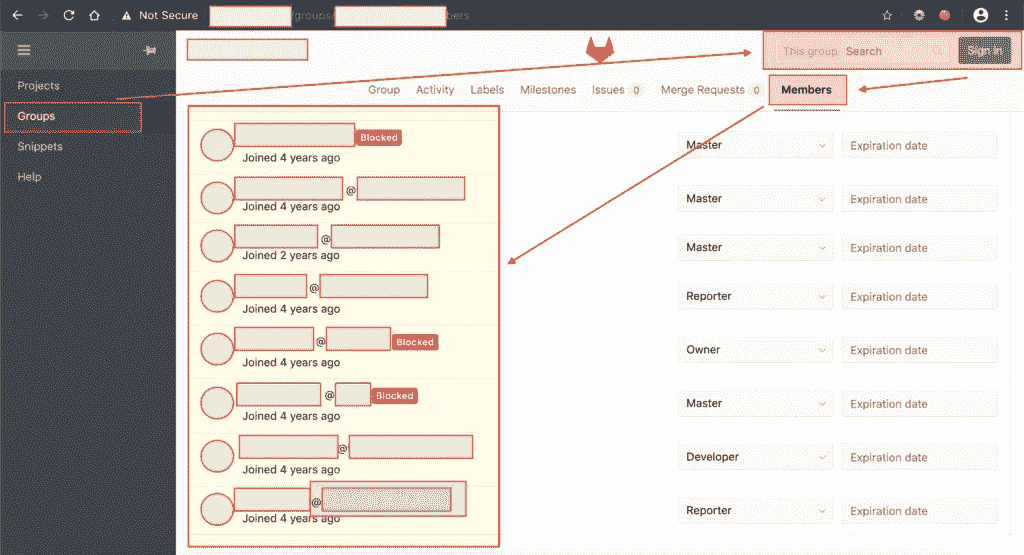 Not Secure /groups/ bers
This group Search Sign In
Projects
Groups
Snippets
Help
Group Activity Labels Milestones Issues 0 Merge Requests 0 Members
Blocked
Joined 4 years ago
Master Expiration date
@
Joined 4 years ago
Master Expiration date
@
Joined 2 years ago
Master Expiration date
@
Joined 4 years ago
Reporter Expiration date
@ Blocked
Joined 4 years ago
Owner Expiration date
@ Blocked
Joined 4 years ago
Master Expiration date
@
Joined 4 years ago
Developer Expiration date
@
Joined 4 years ago
Reporter Expiration date